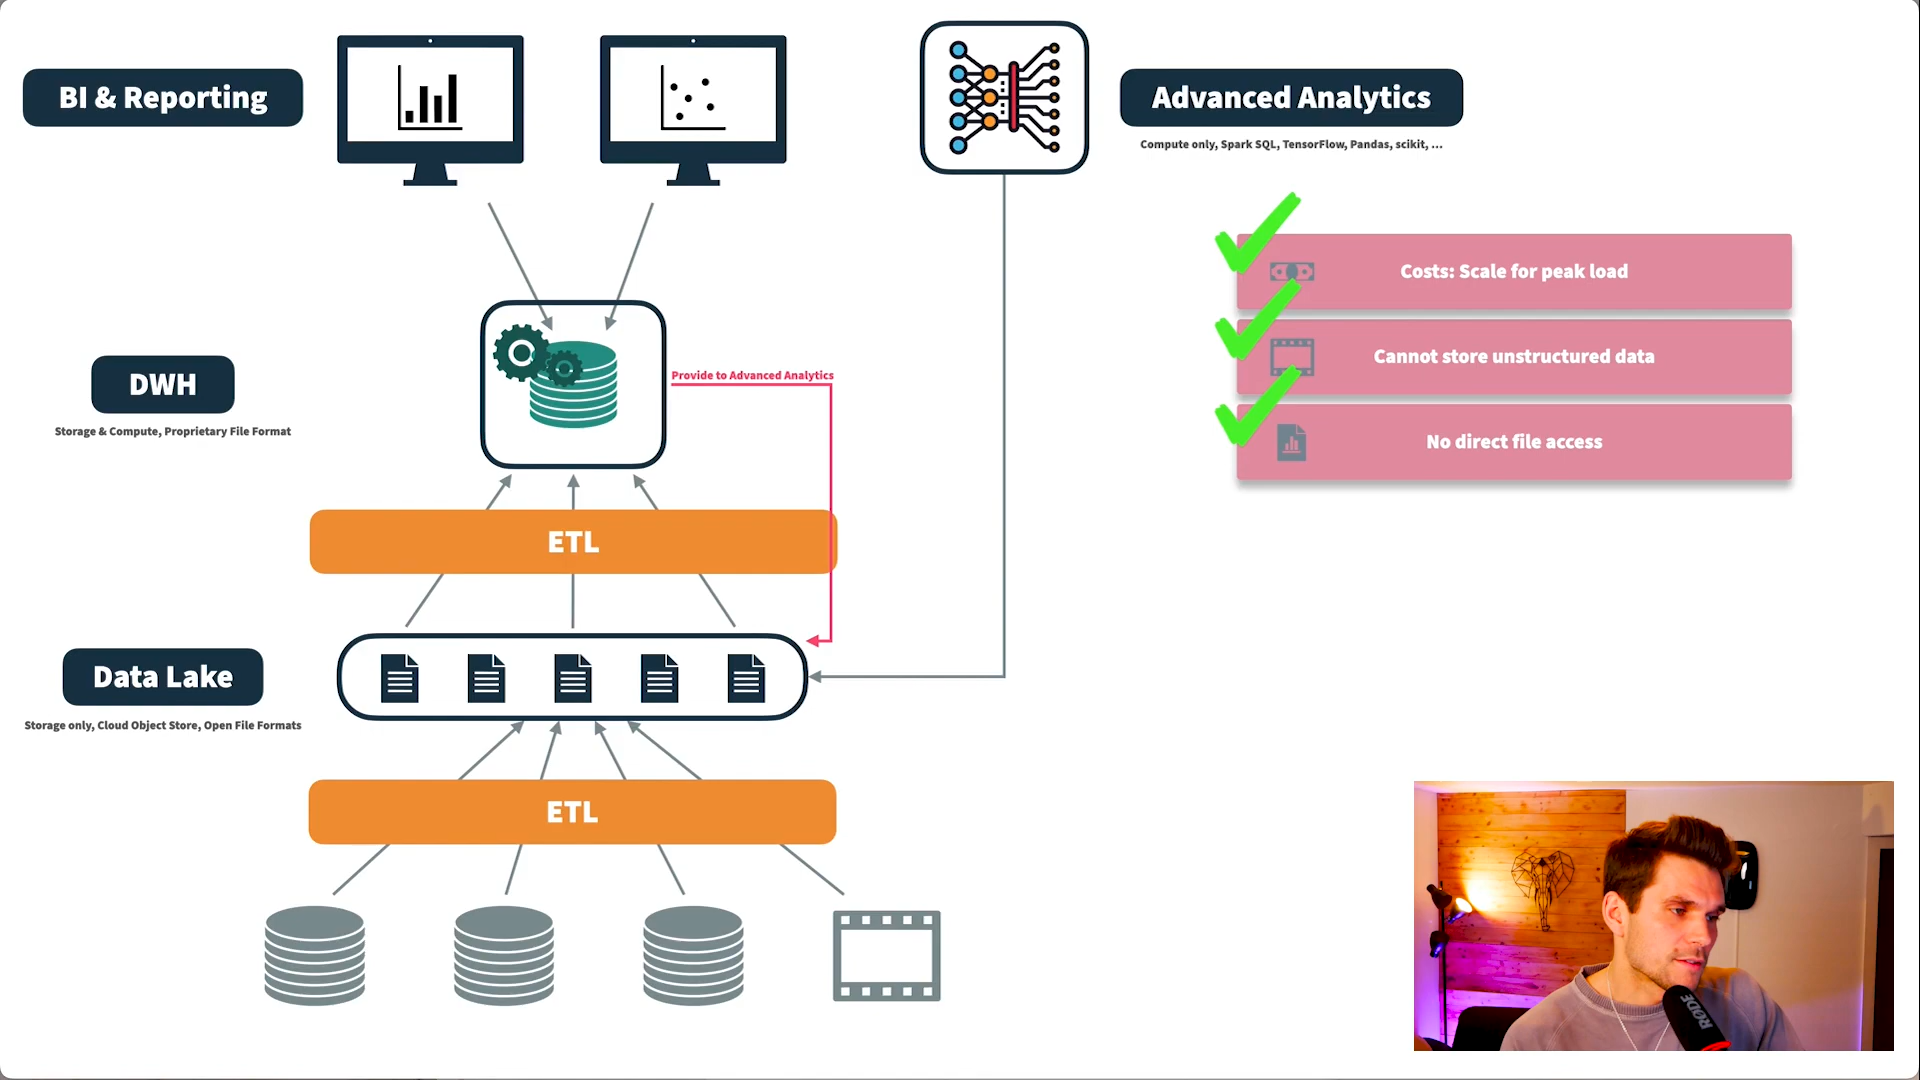 BI & Reporting
Advanced Analytics
Compute only, Spark SQL, TensorFlow, Pandas, scikit, ...
Costs: Scale for peak load
Cannot store unstructured data
No direct file access
DWH
Storage & Compute, Proprietary File Format
Provide to Advanced Analytics
ETL
Data Lake
Storage only, Cloud Object Store, Open File Formats
ETL
RØDE